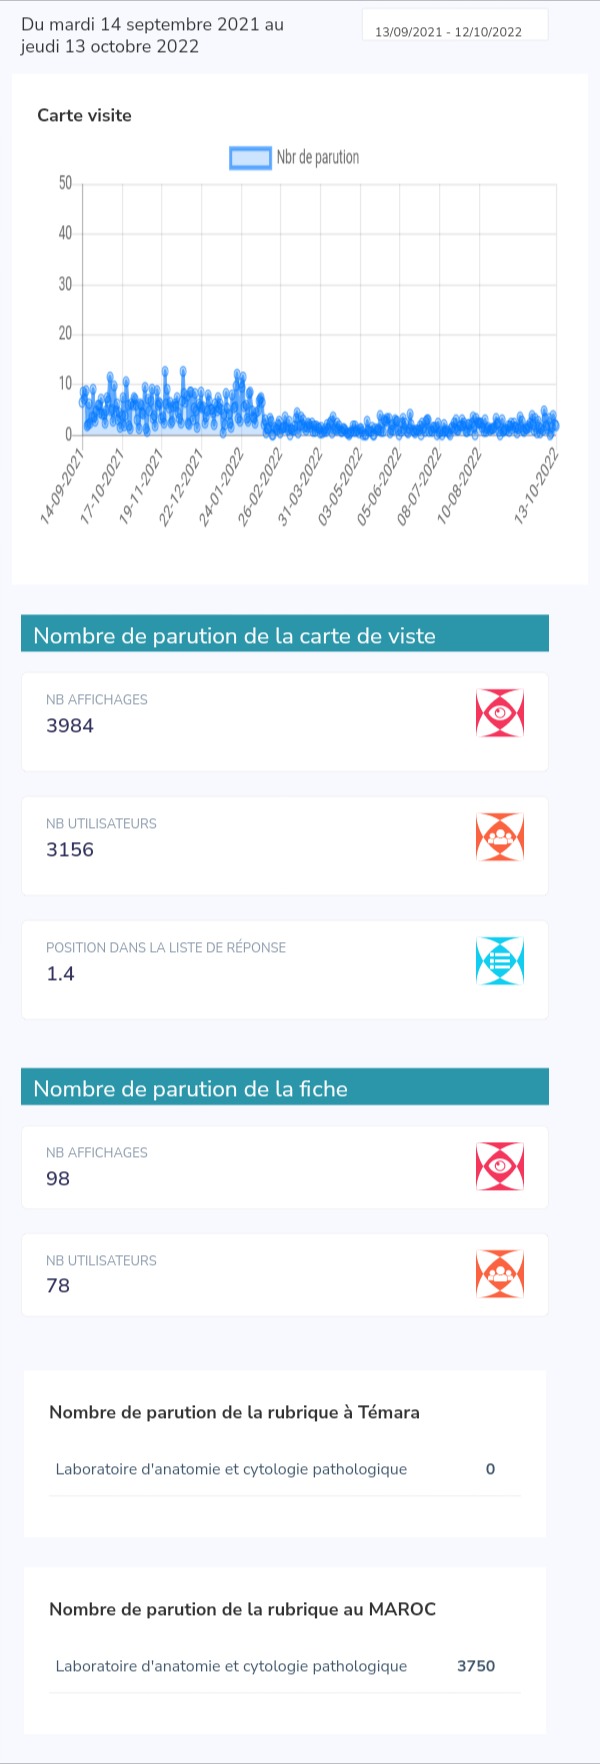 Du mardi 14 septembre 2021 au
jeudi 13 octobre 2022
13/09/2021 - 12/10/2022
Carte visite
Nbr de parution
50
40
30
20
10
0
14-09-2021
17-10-2021
19-11-2021
22-12-2021
24-01-2022
26-02-2022
31-03-2022
03-05-2022
05-06-2022
08-07-2022
10-08-2022
13-10-2022
Nombre de parution de la carte de viste
NB AFFICHAGES
3984
NB UTILISATEURS
3156
POSITION DANS LA LISTE DE RÉPONSE
1.4
Nombre de parution de la fiche
NB AFFICHAGES
98
NB UTILISATEURS
78
Nombre de parution de la rubrique à Témara
Laboratoire d'anatomie et cytologie pathologique 0
Nombre de parution de la rubrique au MAROC
Laboratoire d'anatomie et cytologie pathologique 3750